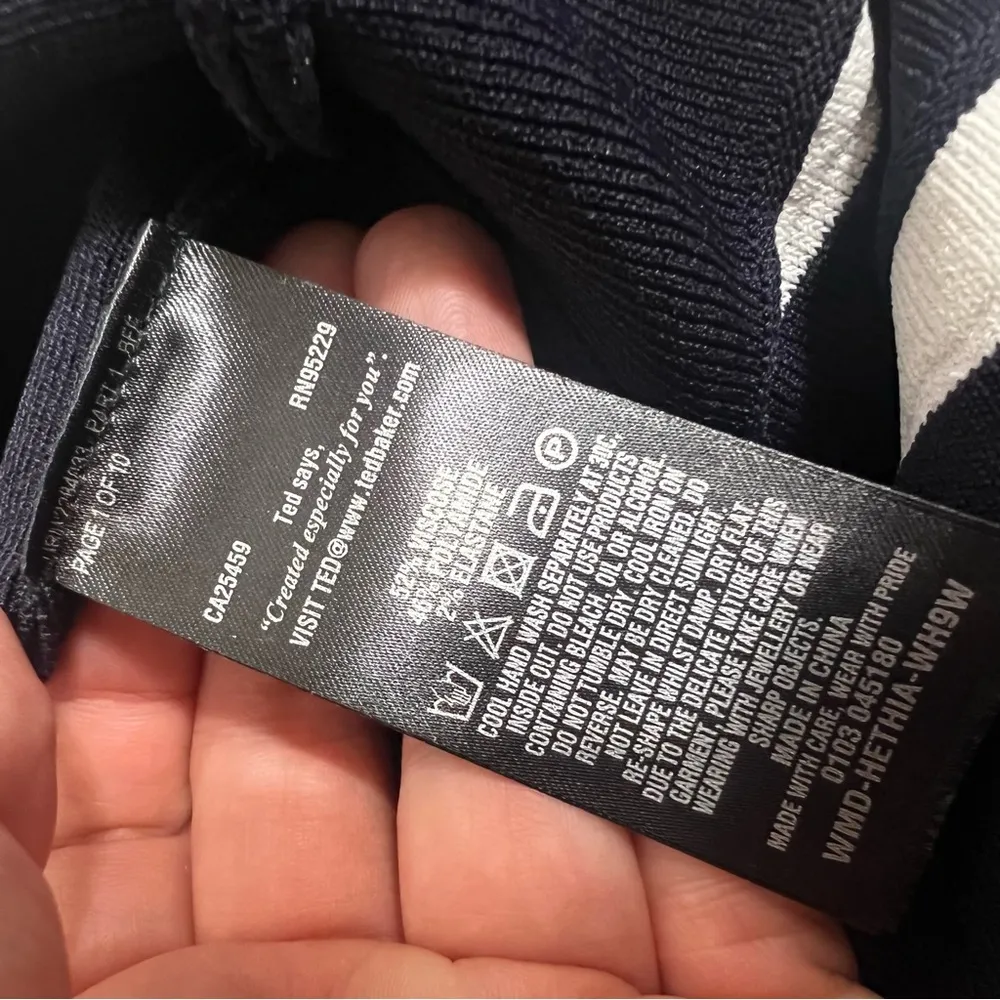 PAGE 1 OF 10
CA25459 RN95229
Ted says,
"Created especially for you".
VISIT TED@www.tedbaker.com
52% VISCOSE
46% POLYAMIDE
2% ELASTANE
P
COOL HAND WASH SEPARATELY AT 30C.
INSIDE OUT. DO NOT USE PRODUCTS
CONTAINING BLEACH, OIL OR ALCOHOL.
DO NOT TUMBLE DRY. COOL IRON ON
REVERSE. MAY BE DRY CLEANED. DO
NOT LEAVE IN DIRECT SUNLIGHT.
RE-SHAPE WHILST DAMP. DRY FLAT.
DUE TO THE DELICATE NATURE OF THIS
GARMENT, PLEASE TAKE CARE WHEN
WEARING WITH JEWELLERY OR NEAR
SHARP OBJECTS.
MADE IN CHINA
MADE WITH CARE, WEAR WITH PRIDE
0103 045180
WMD-HETHIA-WH9W